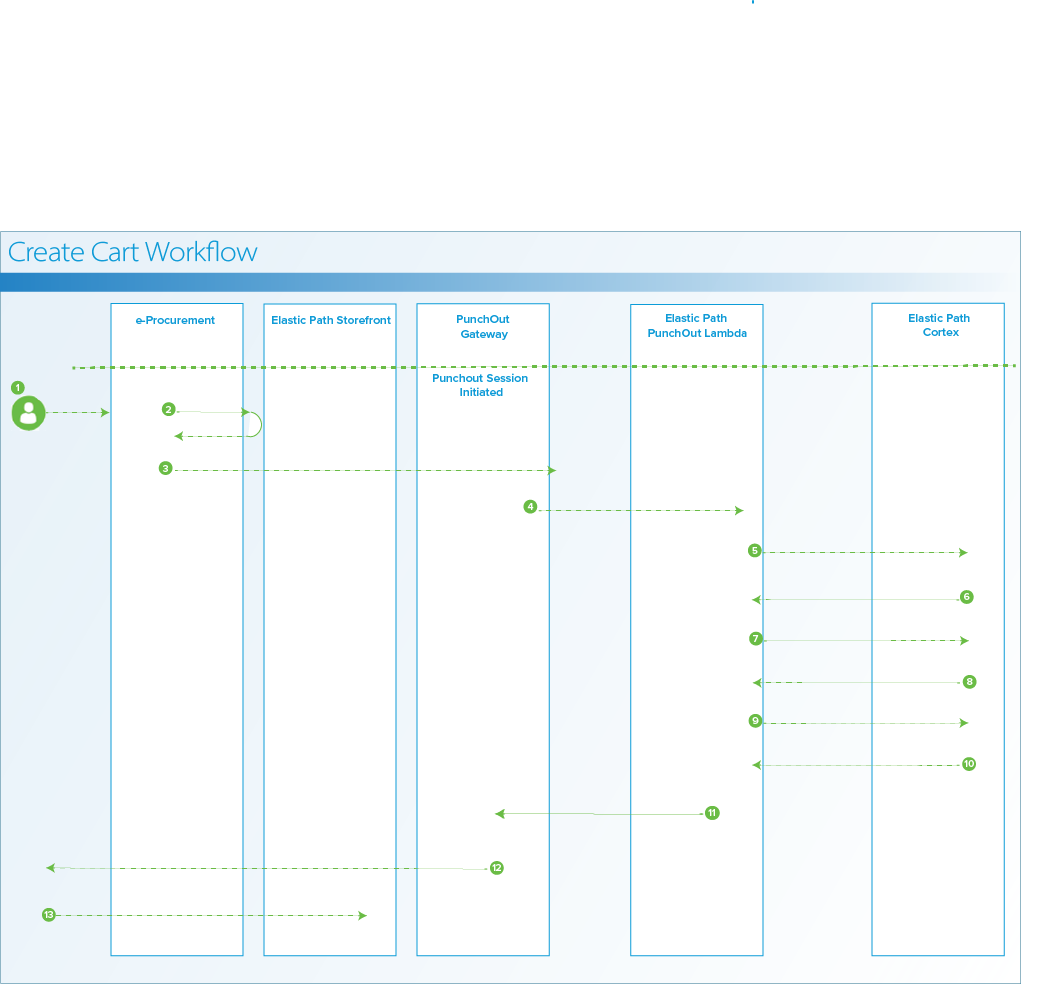 Create Cart Workflow
e-Procurement
Elastic Path Storefront
PunchOut
Gateway
Elastic Path
PunchOut Lambda
Elastic Path
Cortex
Punchout Session
Initiated
1
2
3
4
5
6
7
8
9
10
11
12
13